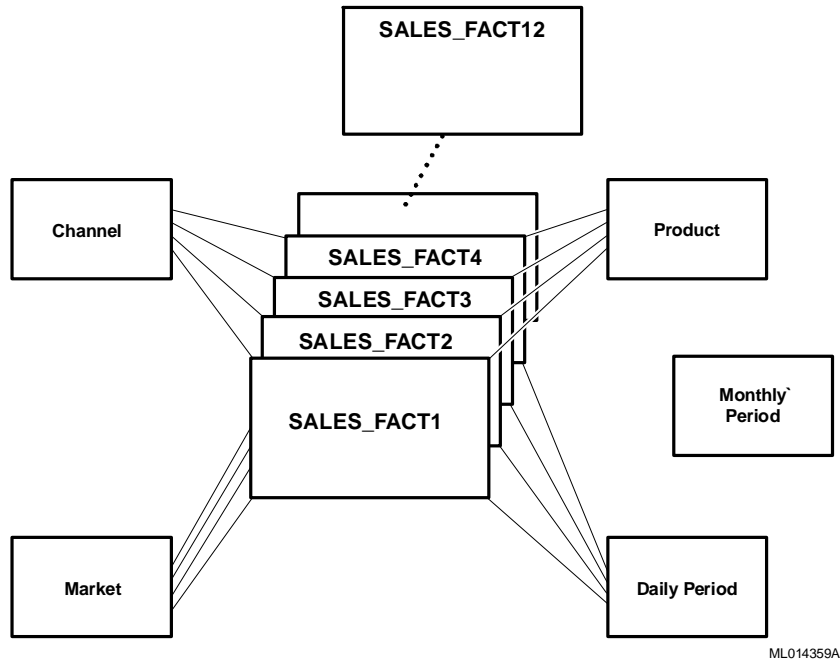 SALES_FACT12
Channel
Product
SALES_FACT4
SALES_FACT3
SALES_FACT2
SALES_FACT1
Monthly`
Period
Market
Daily Period
ML014359A